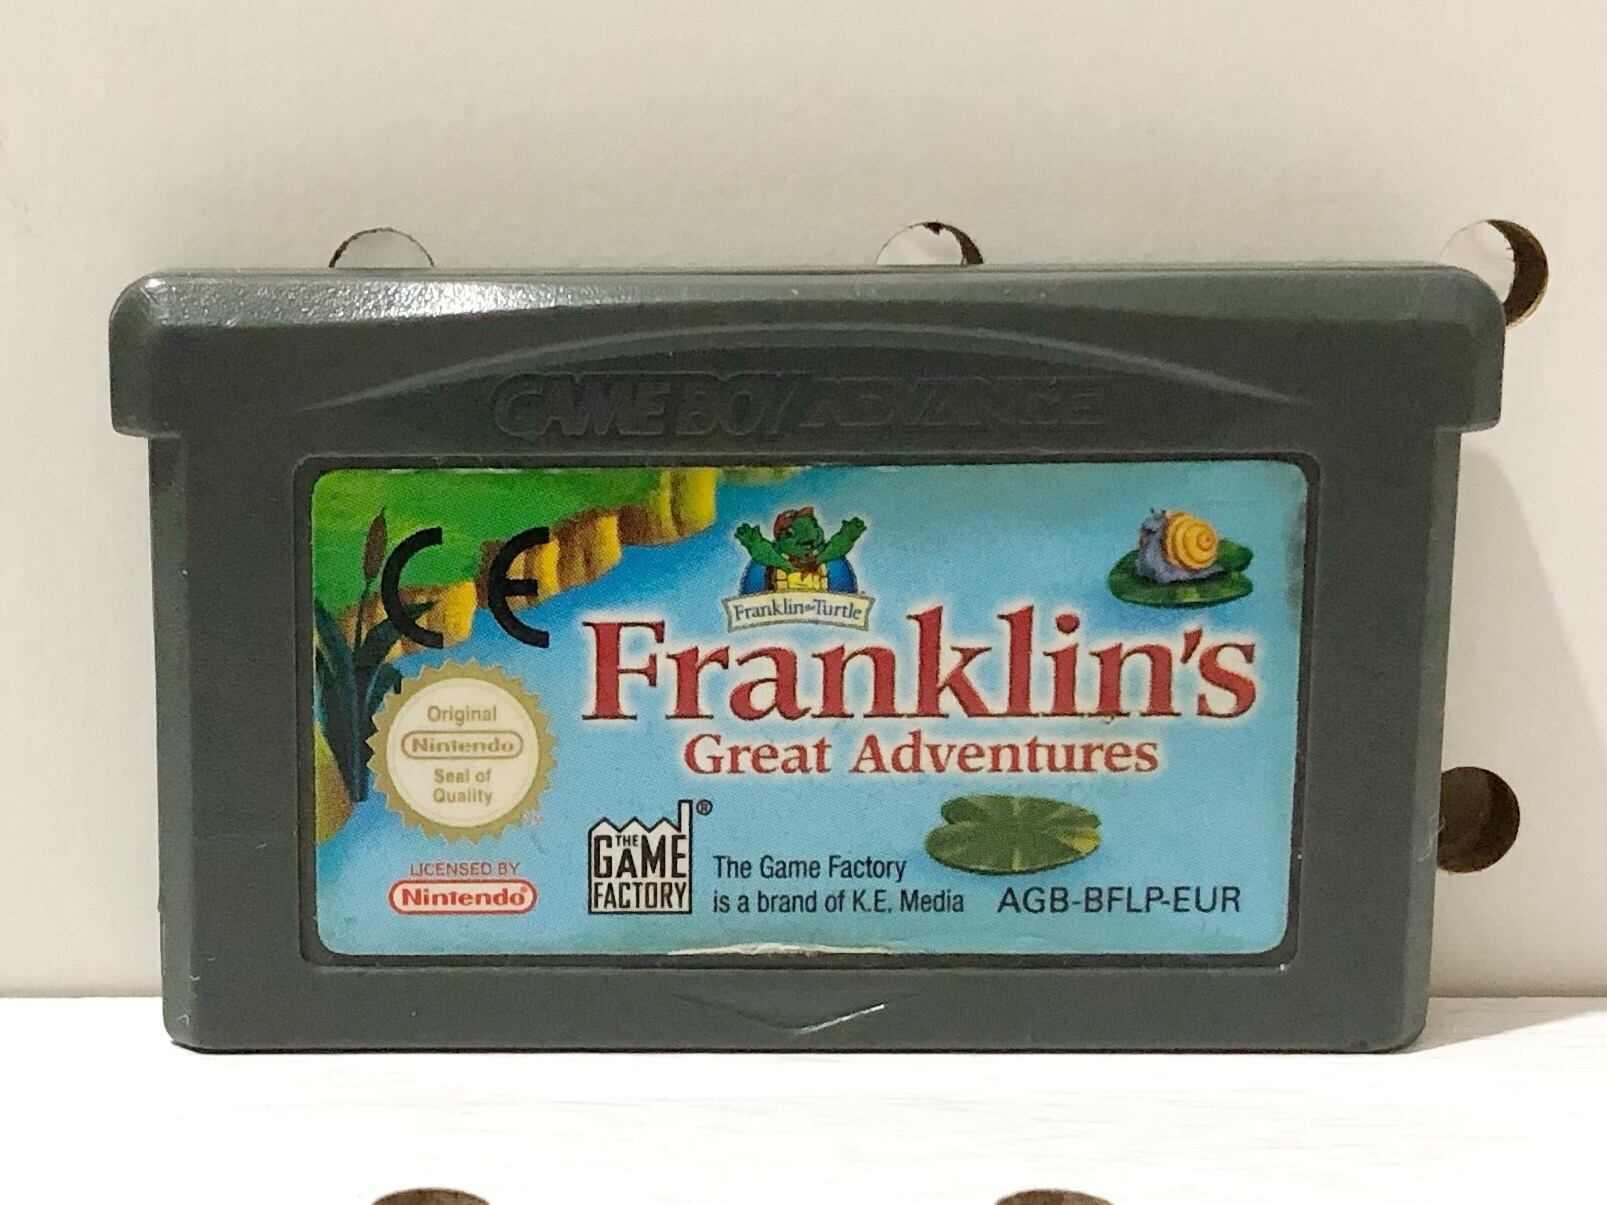 GAME BOY ADVANCE
CE
Franklin the Turtle
Franklin's
Great Adventures
Original
Nintendo
Seal of
Quality
LICENSED BY
Nintendo®
THE
GAME
FACTORY
®
The Game Factory
is a brand of K.E. Media
AGB-BFLP-EUR